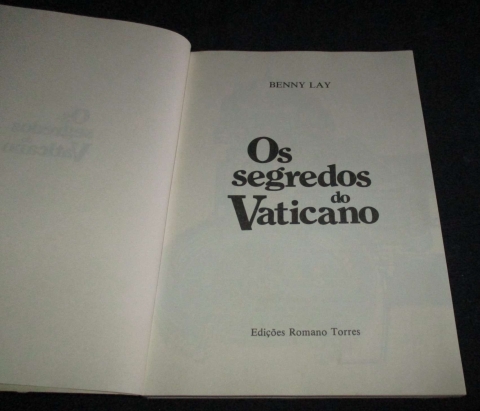 BENNY LAY
Os
segredos
do
Vaticano
Edições Romano Torres